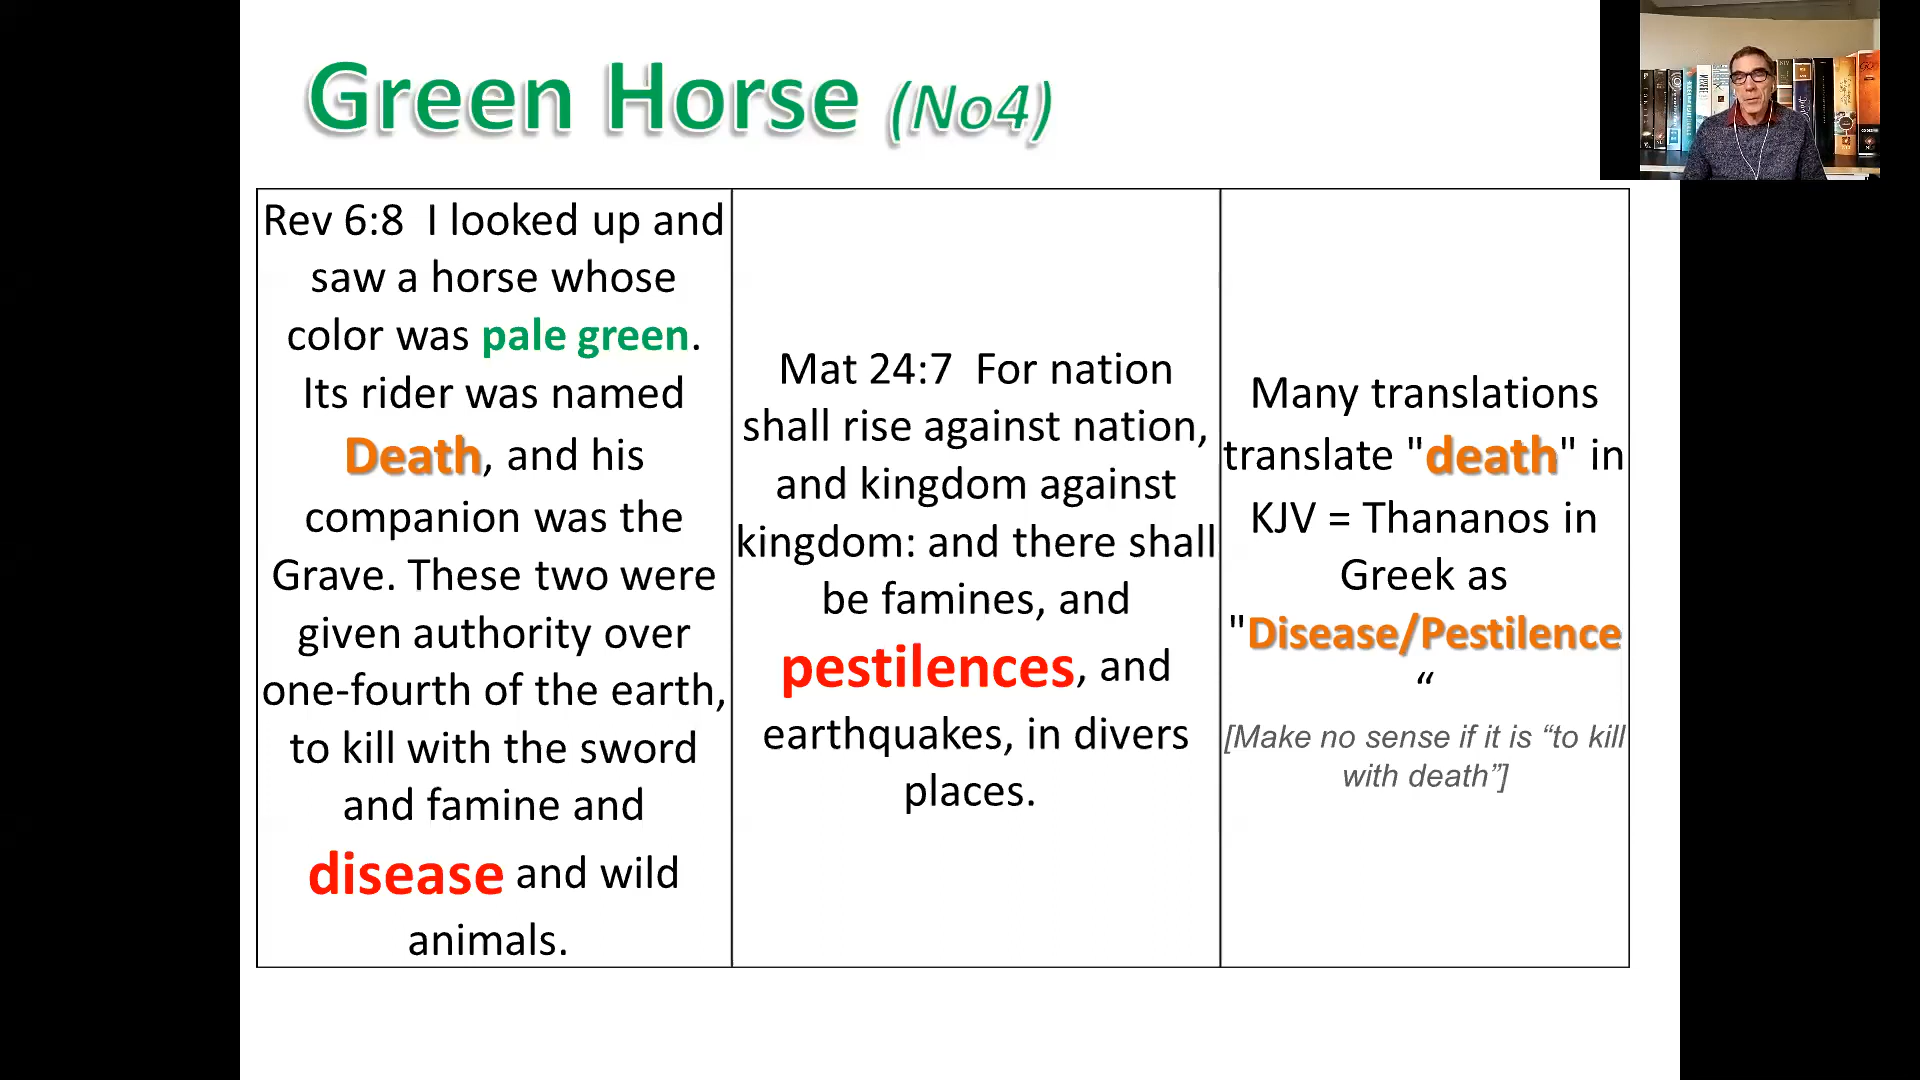 Green Horse (No4)
Rev 6:8  I looked up and
saw a horse whose
color was pale green.
Its rider was named
Death, and his
companion was the
Grave. These two were
given authority over
one-fourth of the earth,
to kill with the sword
and famine and
disease and wild
animals.
Mat 24:7  For nation
shall rise against nation,
and kingdom against
kingdom: and there shall
be famines, and
pestilences, and
earthquakes, in divers
places.
Many translations
translate "death" in
KJV = Thananos in
Greek as
"Disease/Pestilence
“
[Make no sense if it is “to kill
with death”]